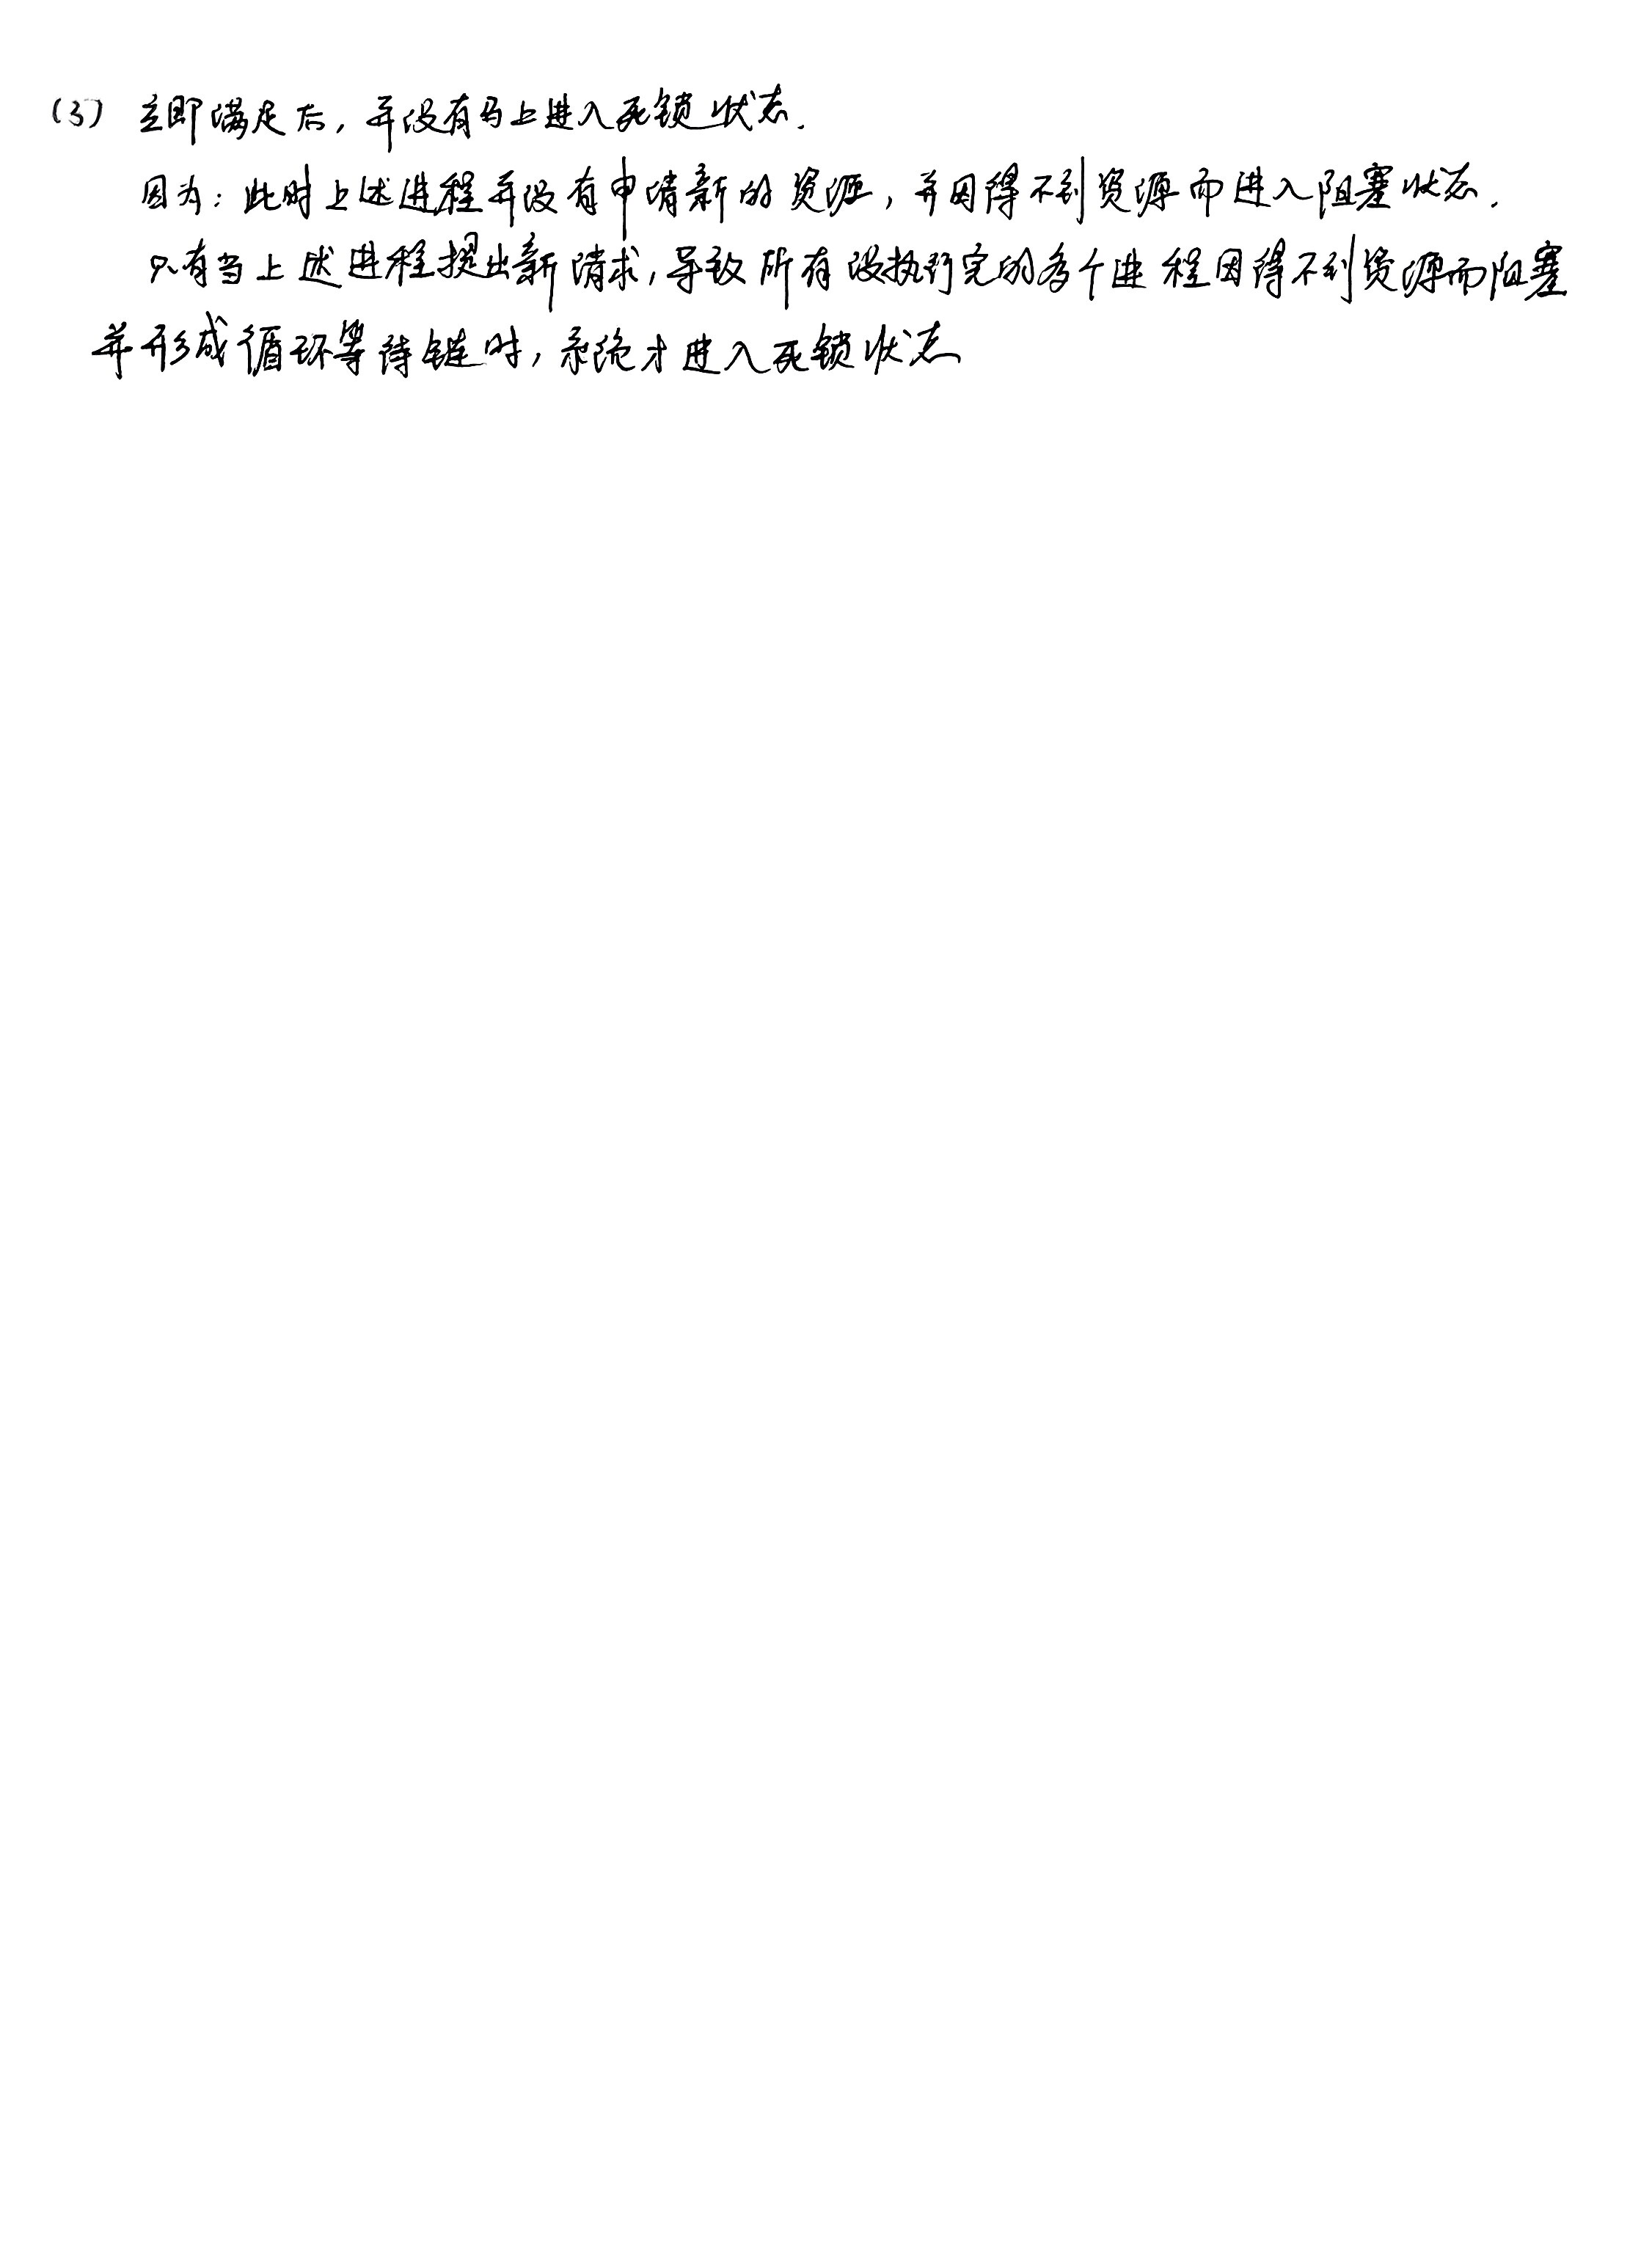 (3) 立即满足后，并没有马上进入死锁状态.
因为：此时上述进程并没有申请新的资源，并因得不到资源而进入阻塞状态.
只有当上述进程提出新请求，导致所有没执行完的多个进程因得不到资源而阻塞
并形成循环等待链时，系统才进入死锁状态